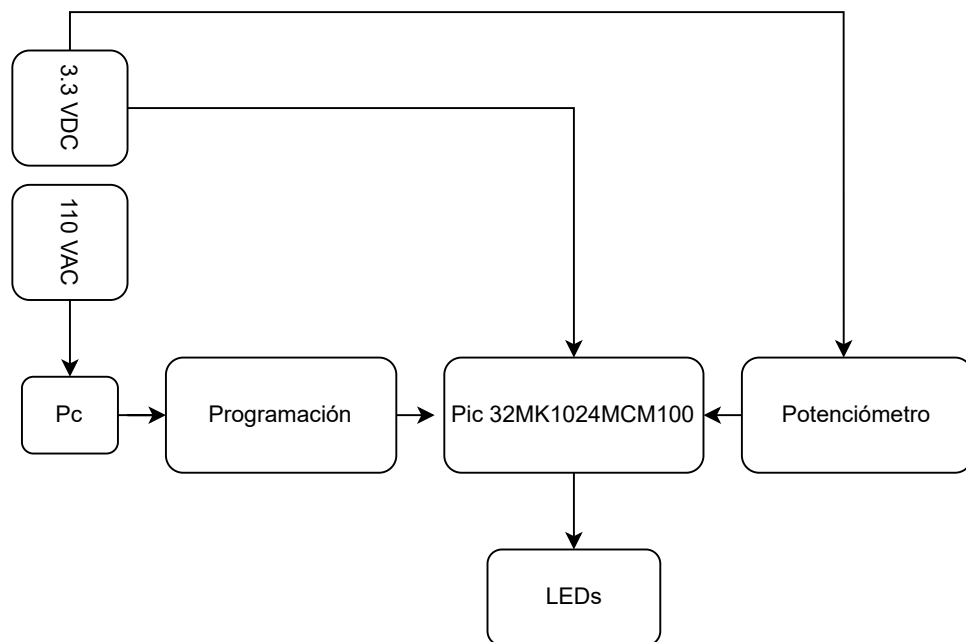 3.3 VDC
110 VAC
Pc
Programación
Pic 32MK1024MCM100
Potenciómetro
LEDs